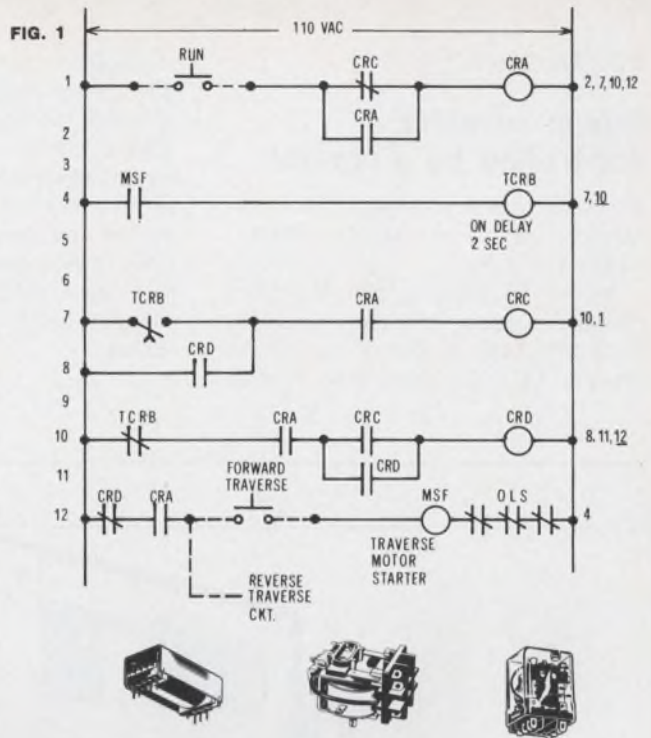 FIG. 1
110 VAC
RUN
1
CRC
CRA
2, 7, 10, 12
CRA
2
3
4
MSF
TCRB
7, 10
ON DELAY
2 SEC
5
6
7
TCRB
CRA
CRC
10, 1
8
CRD
9
10
TCRB
CRA
CRC
CRD
8, 11, 12
11
CRD
FORWARD
TRAVERSE
12
CRD
CRA
MSF
OLS
4
TRAVERSE
MOTOR
STARTER
REVERSE
TRAVERSE
CKT.